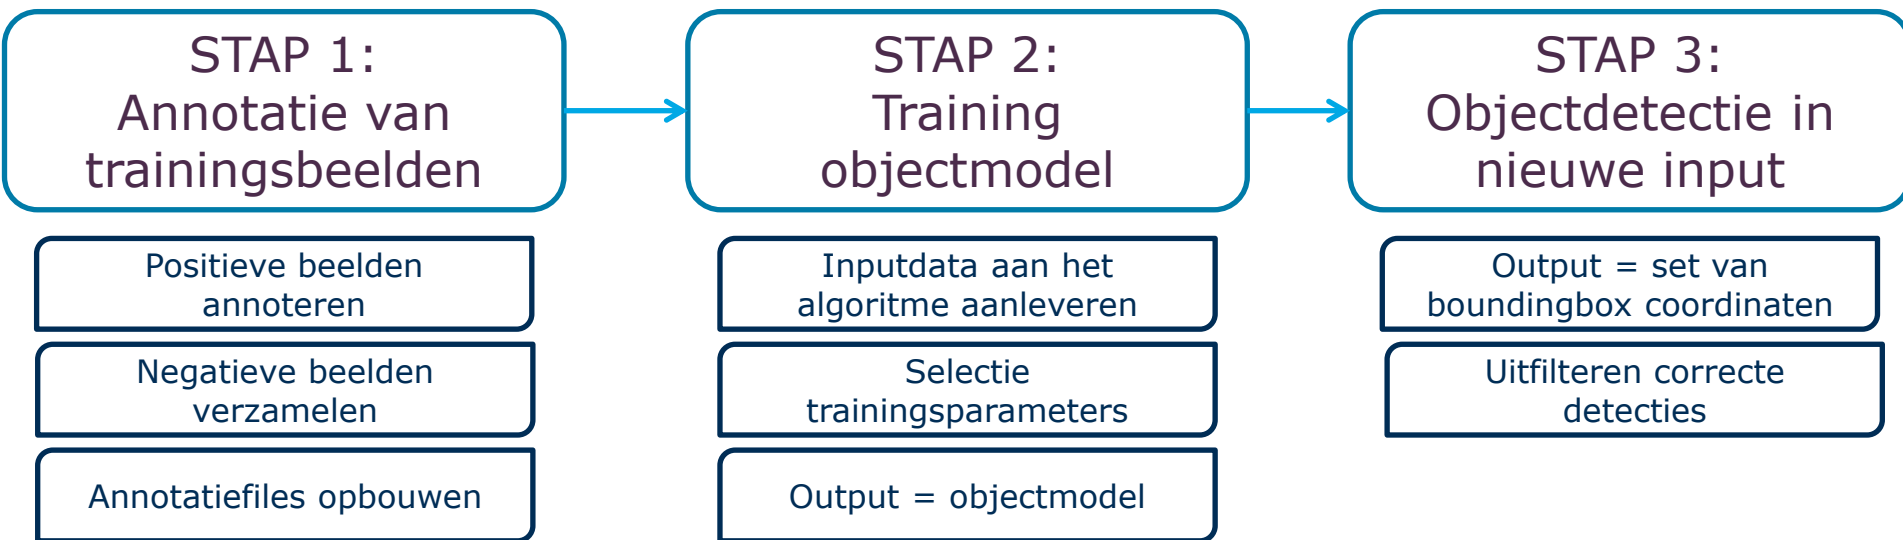 STAP 1:
Annotatie van
trainingsbeelden
Positieve beelden
annoteren
Negatieve beelden
verzamelen
Annotatiefiles opbouwen
STAP 2:
Training
objectmodel
Inputdata aan het
algoritme aanleveren
Selectie
trainingsparameters
Output = objectmodel
STAP 3:
Objectdetectie in
nieuwe input
Output = set van
boundingbox coordinaten
Uitfilteren correcte
detecties